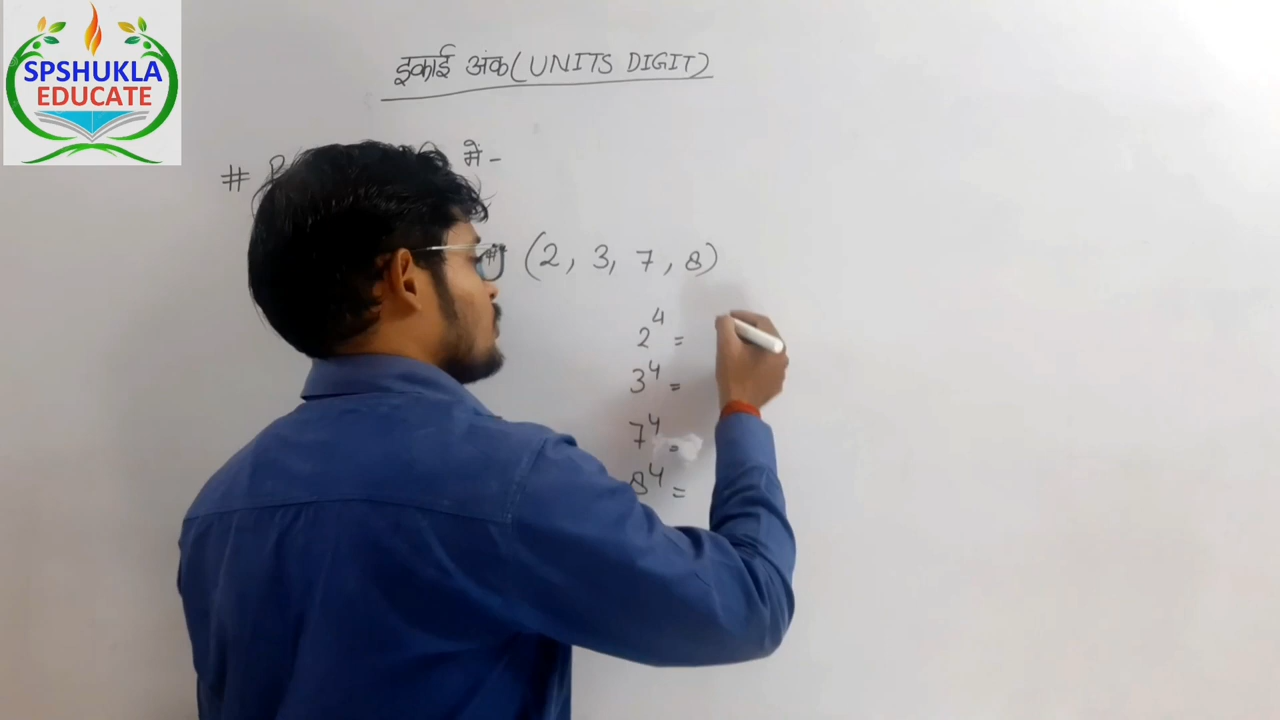 SPSHUKLA
EDUCATE
इकाई अंक (UNITS DIGIT)
# में -
(2, 3, 7, 8)
2⁴ =
3⁴ =
7⁴ =
8⁴ =